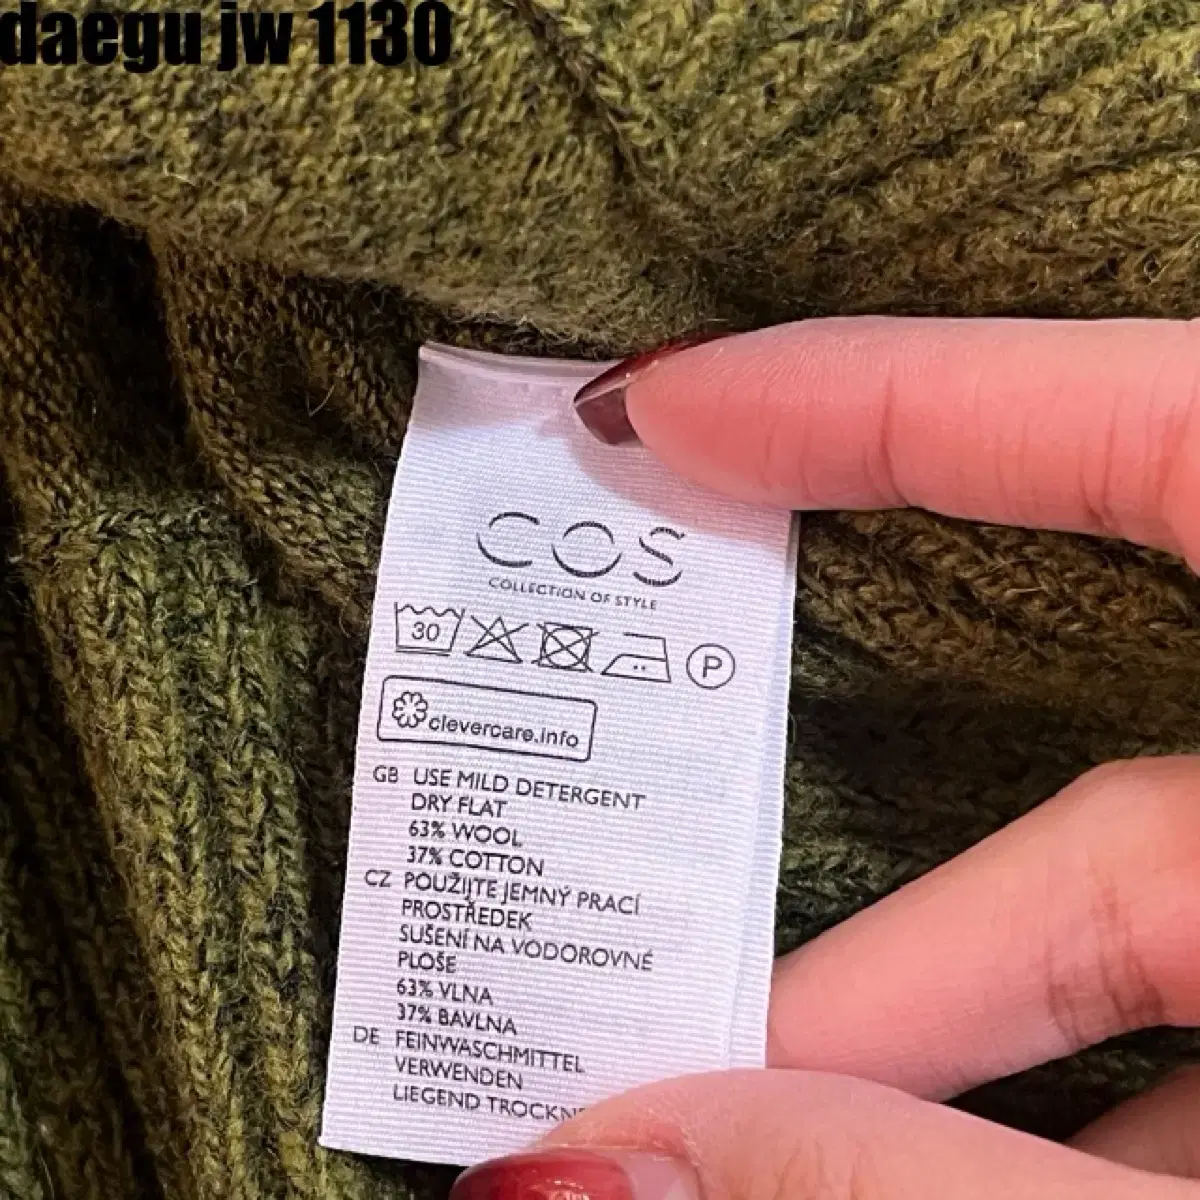 daegu jw 1130
COS
COLLECTION OF STYLE
30
P
clevercare.info
GB USE MILD DETERGENT
DRY FLAT
63% WOOL
37% COTTON
CZ POUŽIJTE JEMNÝ PRACÍ
PROSTŘEDEK
SUŠENÍ NA VODOROVNÉ
PLOŠE
63% VLNA
37% BAVLNA
DE FEINWASCHMITTEL
VERWENDEN
LIEGEND